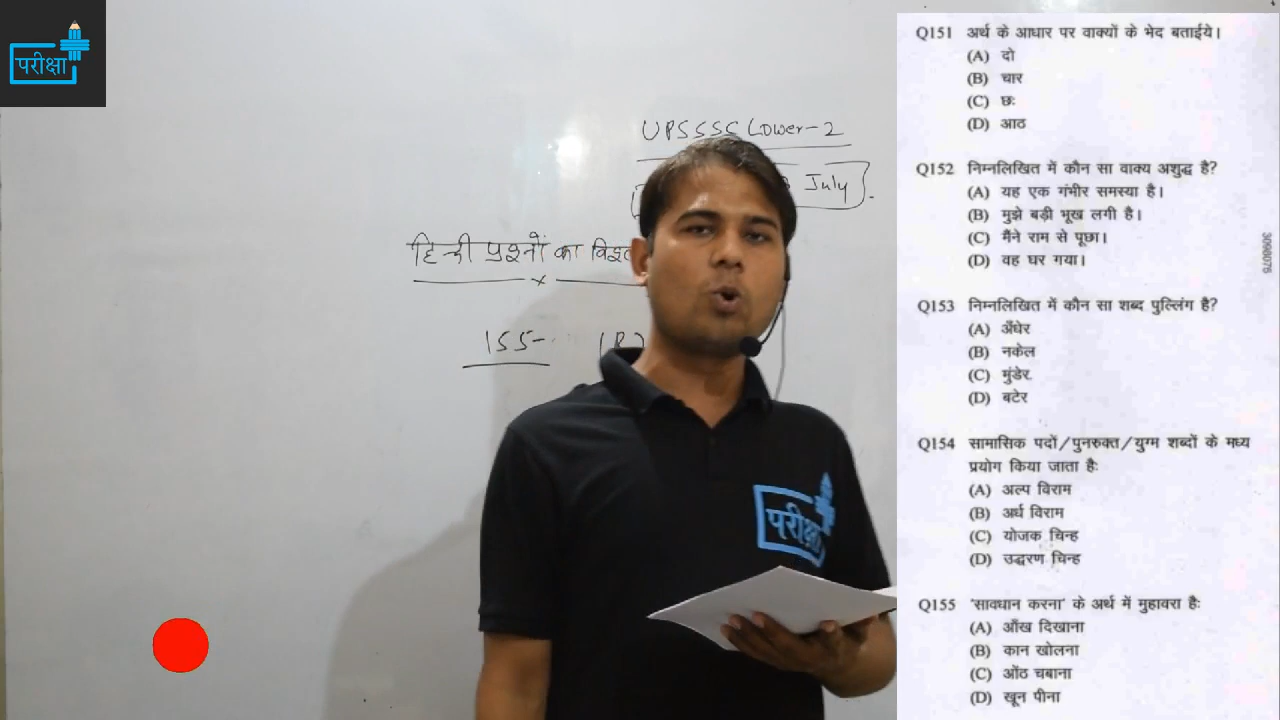 परीक्षा
UPSSSC Lower-2
July
हिन्दी प्रश्नों का
155-
परीक्षा
Q151 अर्थ के आधार पर वाक्यों के भेद बताईये।
(A) दो
(B) चार
(C) छः
(D) आठ
Q152 निम्नलिखित में कौन सा वाक्य अशुद्ध है?
(A) यह एक गंभीर समस्या है।
(B) मुझे बड़ी भूख लगी है।
(C) मैंने राम से पूछा।
(D) वह घर गया।
Q153 निम्नलिखित में कौन सा शब्द पुल्लिंग है?
(A) अँधेर
(B) नकेल
(C) मुंडेर
(D) बटेर
Q154 सामासिक पदों/पुनरुक्त/युग्म शब्दों के मध्य
प्रयोग किया जाता हैः
(A) अल्प विराम
(B) अर्ध विराम
(C) योजक चिन्ह
(D) उद्धरण चिन्ह
Q155 'सावधान करना' के अर्थ में मुहावरा हैः
(A) आँख दिखाना
(B) कान खोलना
(C) ओंठ चबाना
(D) खून पीना
3098075